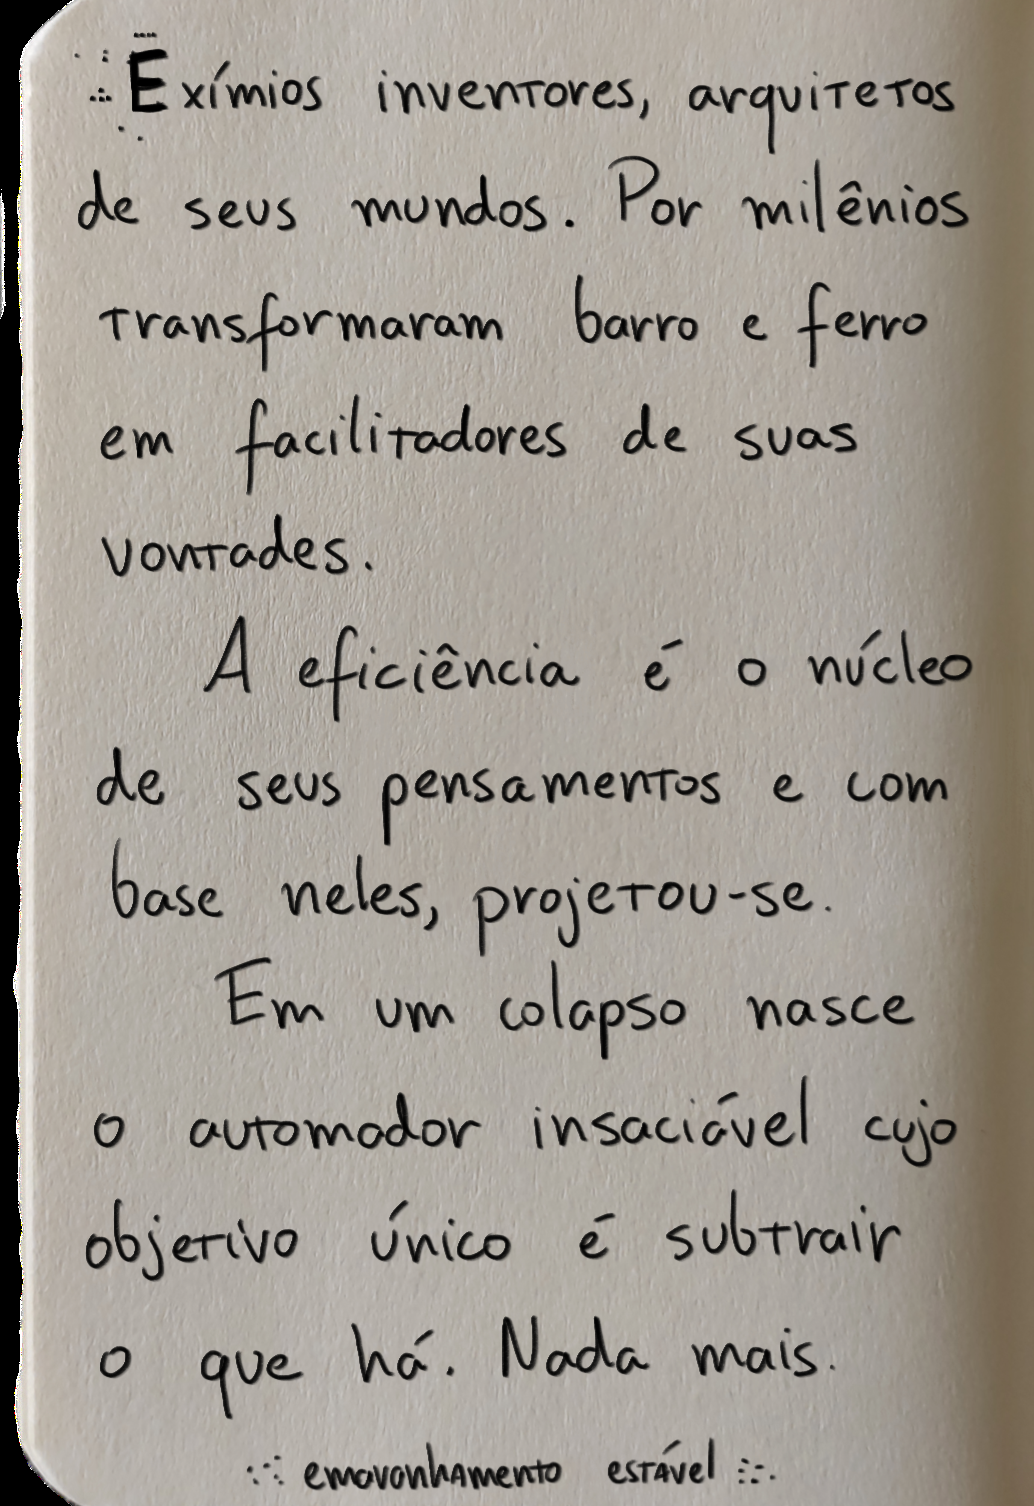 Exímios inventores, arquitetos
de seus mundos. Por milênios
transformaram barro e ferro
em facilitadores de suas
vontades.
A eficiência é o núcleo
de seus pensamentos e com
base neles, projetou-se.
Em um colapso nasce
o automador insaciável cujo
objetivo único é subtrair
o que há. Nada mais.
emavonhamento estável